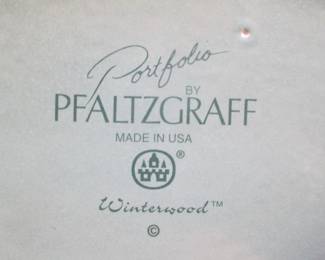 Portfolio
BY
PFALTZGRAFF
MADE IN USA
®
Winterwood™
©